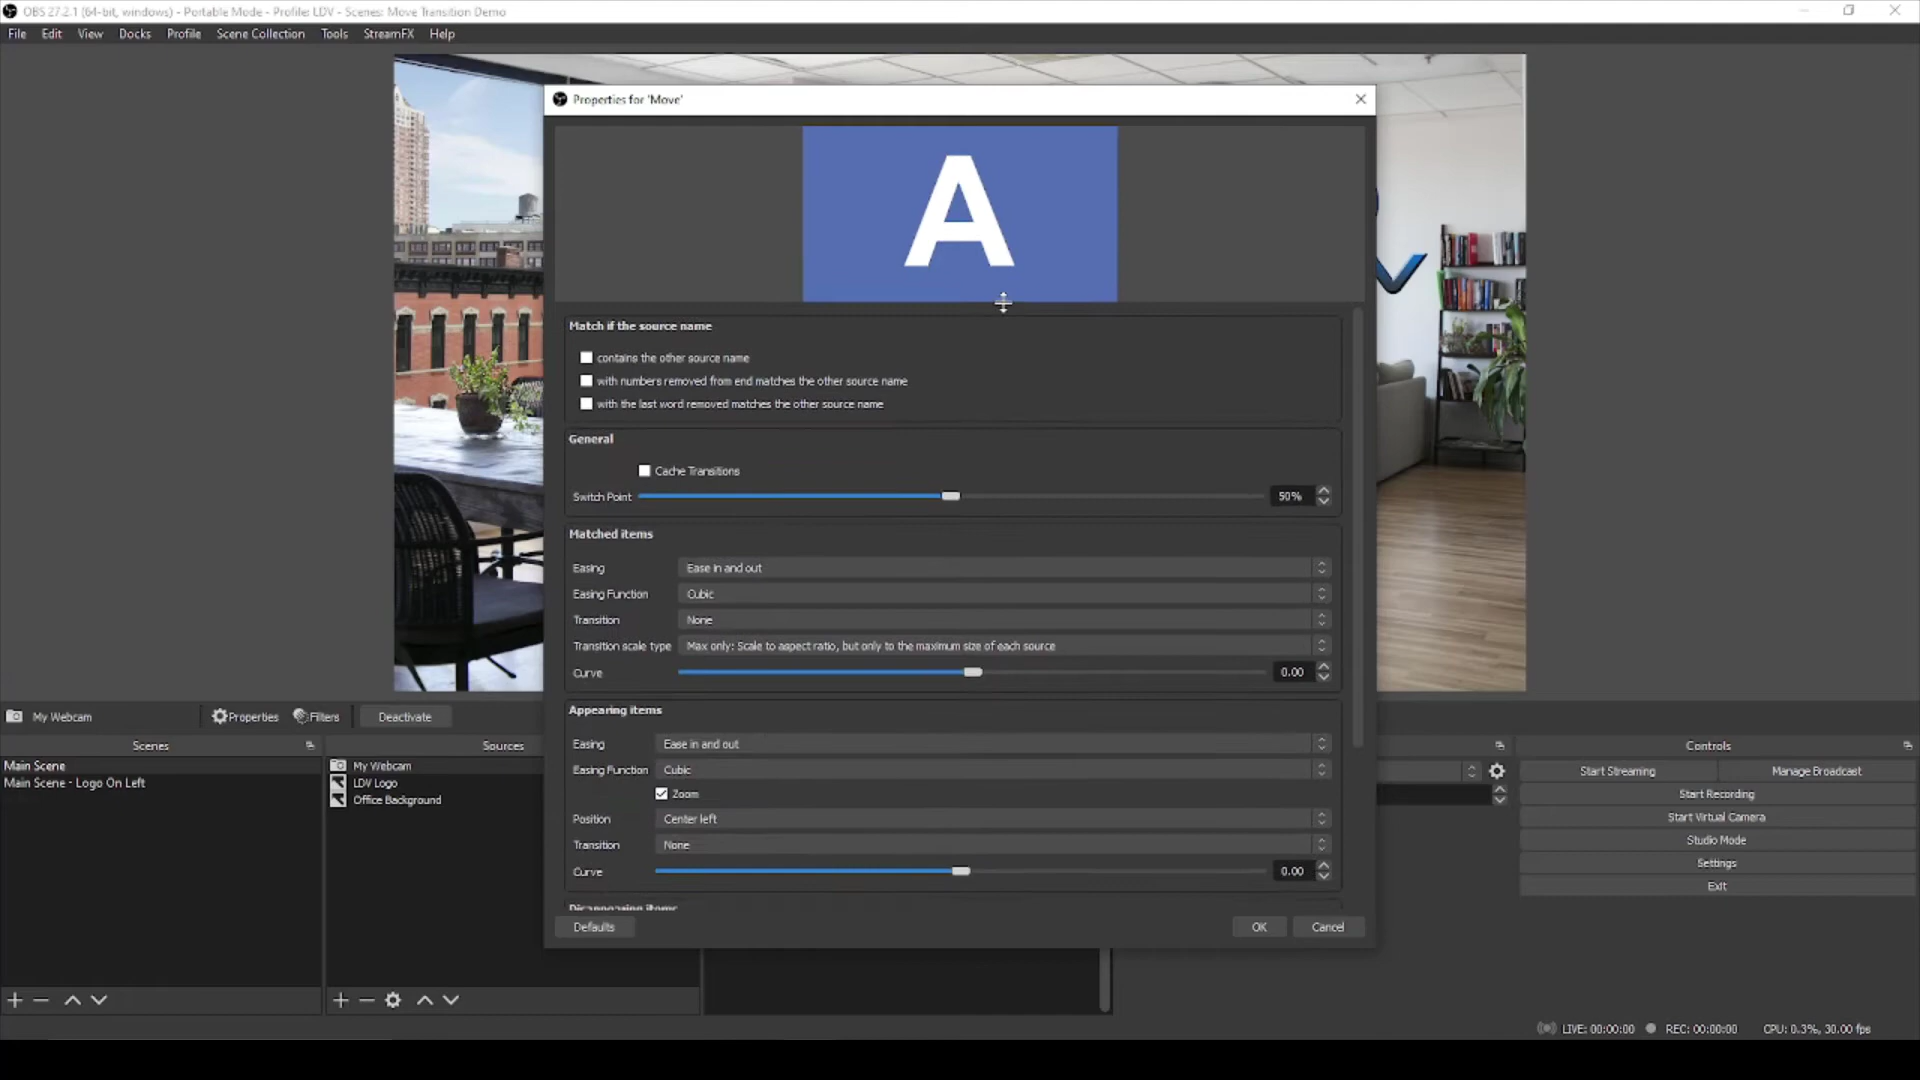 OBS 27.2.1 (64-bit, windows) - Portable Mode - Profile: LDV - Scenes: Move Transition Demo
File Edit View Docks Profile Scene Collection Tools StreamFX Help
Properties for 'Move'
A
Match if the source name
contains the other source name
with numbers removed from end matches the other source name
with the last word removed matches the other source name
General
Cache Transitions
Switch Point 50%
Matched items
Easing Ease in and out
Easing Function Cubic
Transition None
Transition scale type Max only: Scale to aspect ratio, but only to the maximum size of each source
Curve 0.00
Appearing items
Easing Ease in and out
Easing Function Cubic
Zoom
Position Center left
Transition None
Curve 0.00
Disappearing items
Defaults OK Cancel
My Webcam Properties Filters Deactivate
Scenes
Main Scene
Main Scene - Logo On Left
Sources
My Webcam
LDV Logo
Office Background
Controls
Start Streaming Manage Broadcast
Start Recording
Start Virtual Camera
Studio Mode
Settings
Exit
LIVE: 00:00:00 REC: 00:00:00 CPU: 0.3%, 30.00 fps